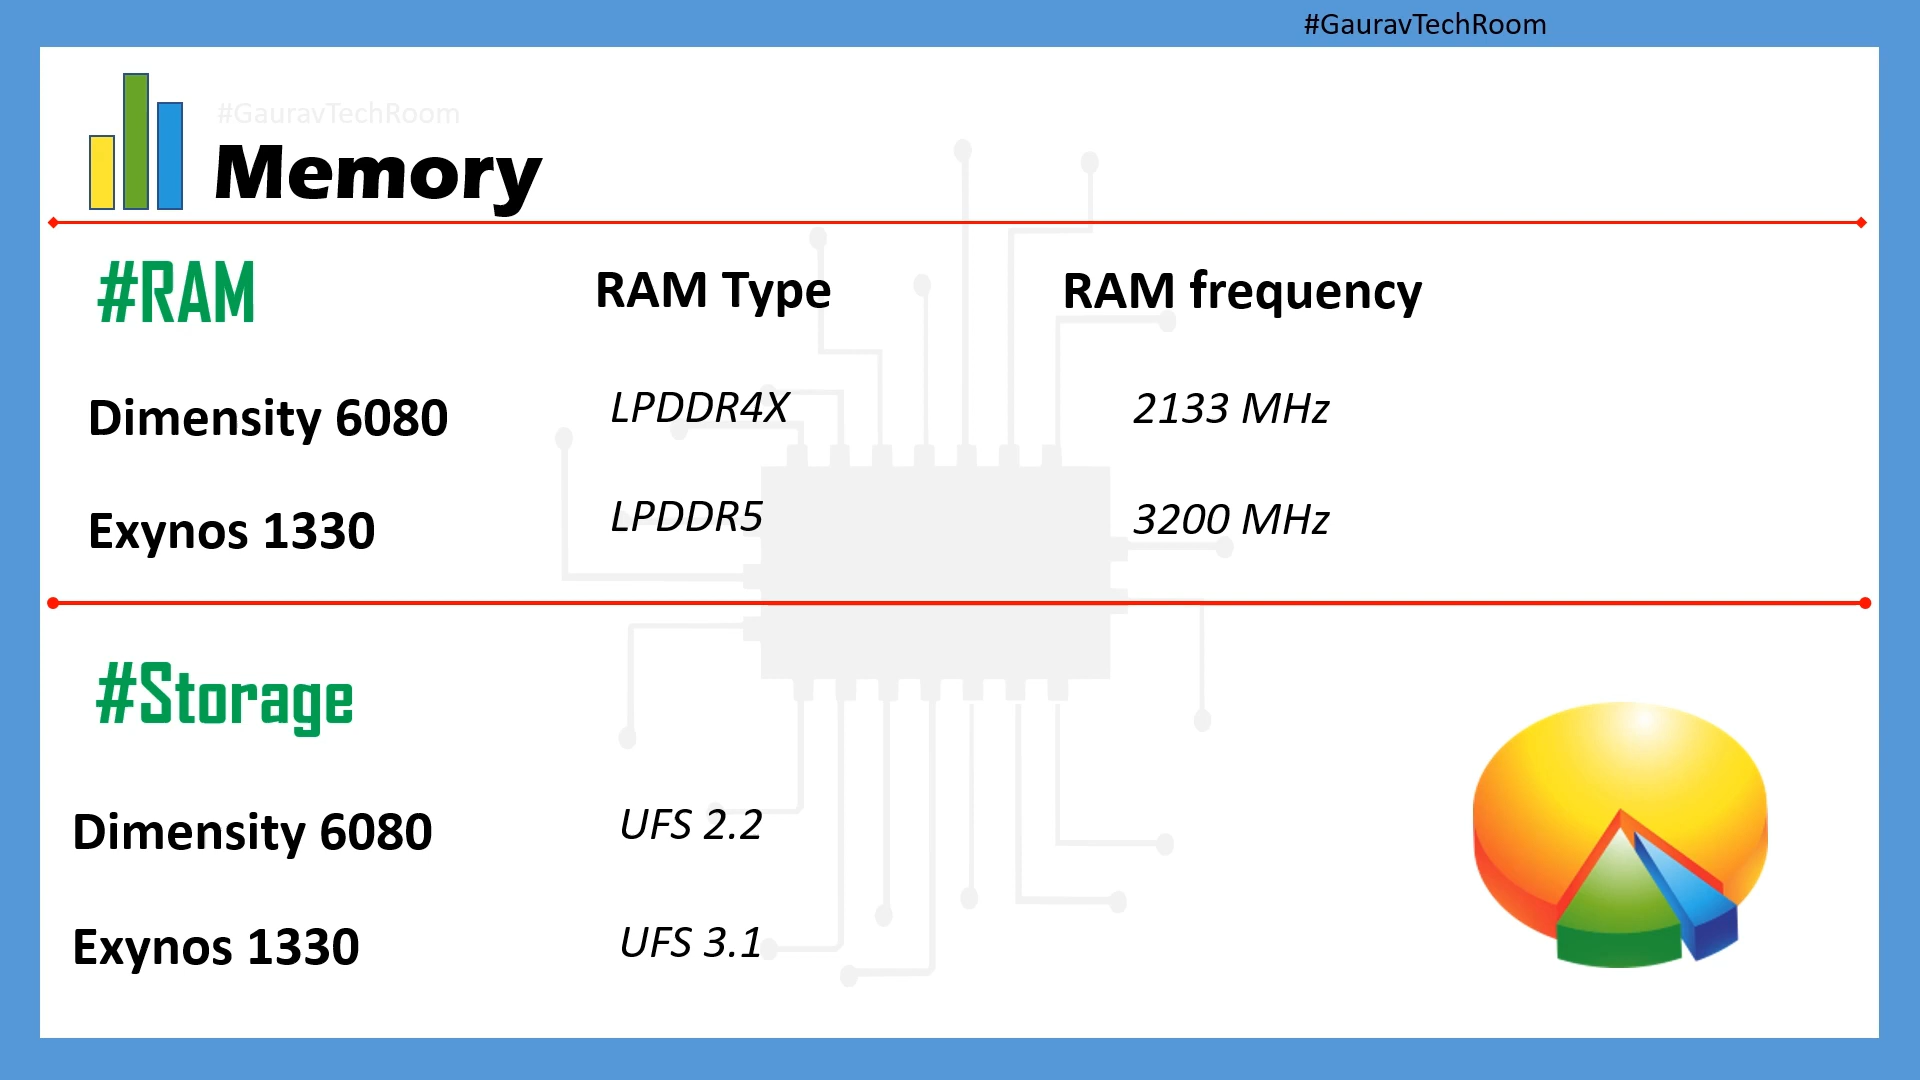 #GauravTechRoom
#GauravTechRoom
Memory
#RAM RAM Type RAM frequency
Dimensity 6080 LPDDR4X 2133 MHz
Exynos 1330 LPDDR5 3200 MHz
#Storage
Dimensity 6080 UFS 2.2
Exynos 1330 UFS 3.1